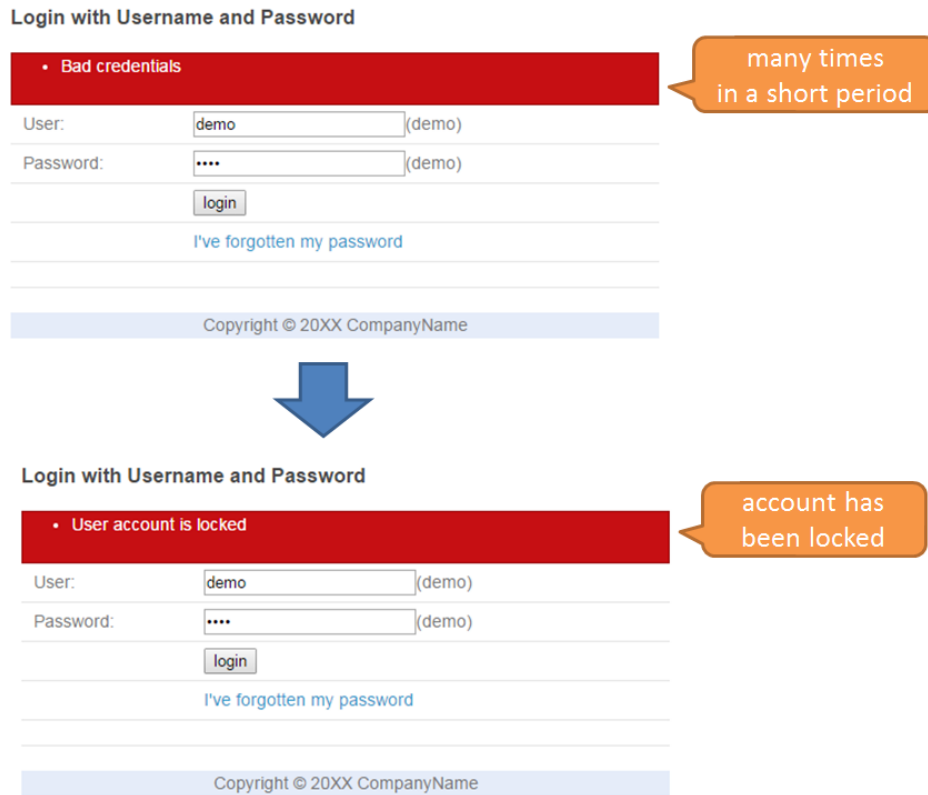 Login with Username and Password
• Bad credentials
many times
in a short period
User: demo (demo)
Password: •••• (demo)
login
I've forgotten my password
Copyright © 20XX CompanyName
Login with Username and Password
• User account is locked
account has
been locked
User: demo (demo)
Password: •••• (demo)
login
I've forgotten my password
Copyright © 20XX CompanyName